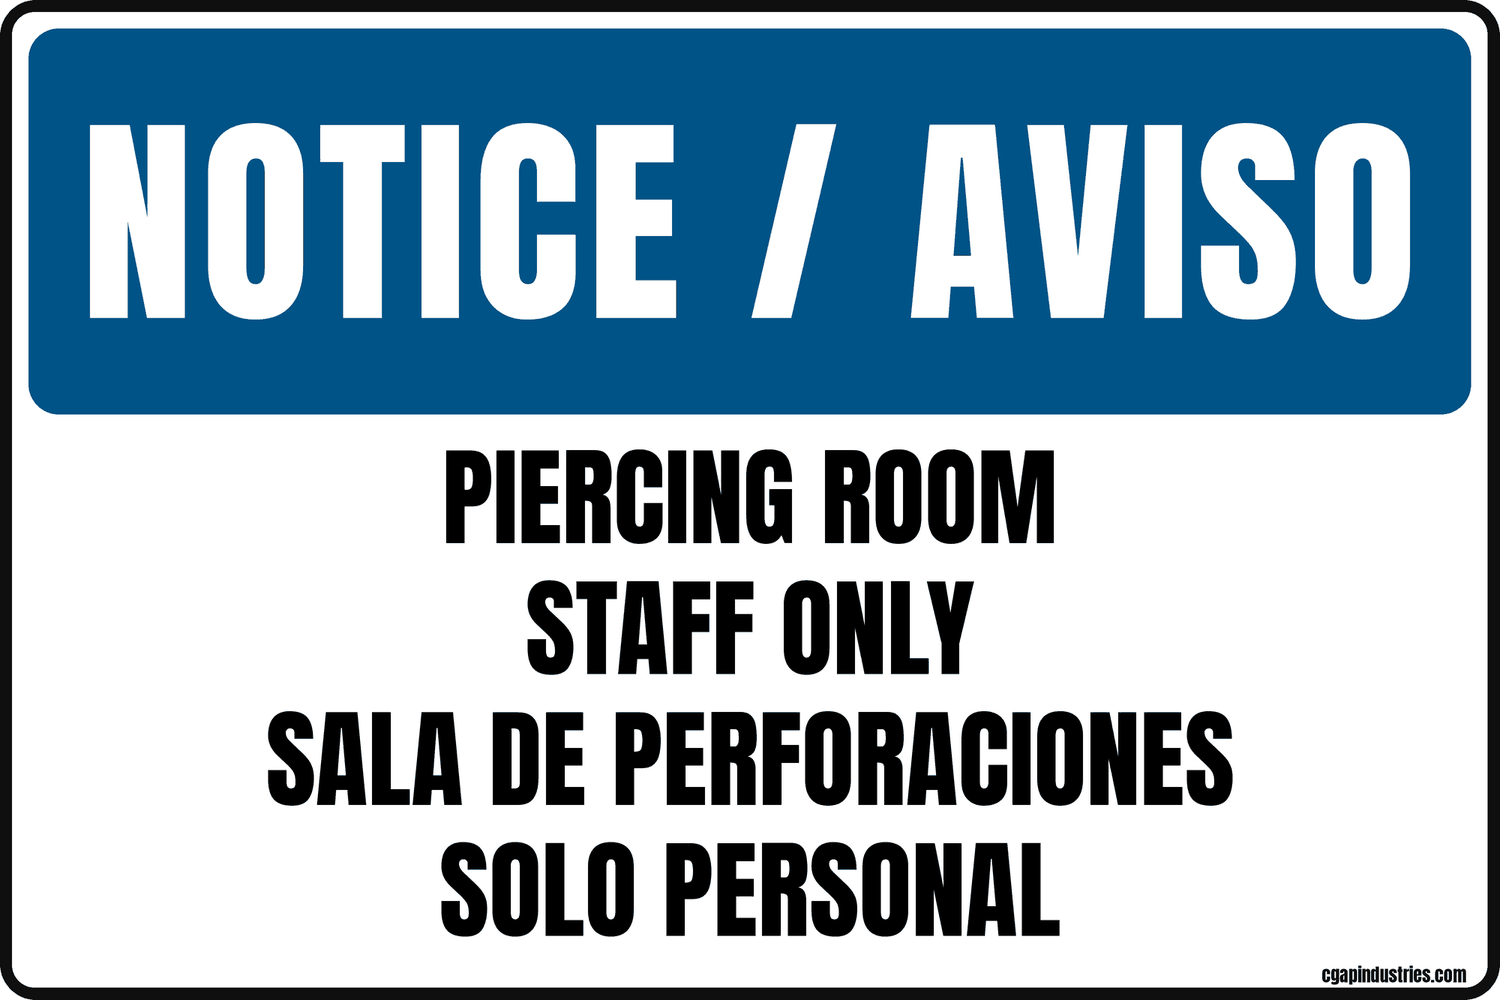 NOTICE / AVISO
PIERCING ROOM
STAFF ONLY
SALA DE PERFORACIONES
SOLO PERSONAL
cgapindustries.com